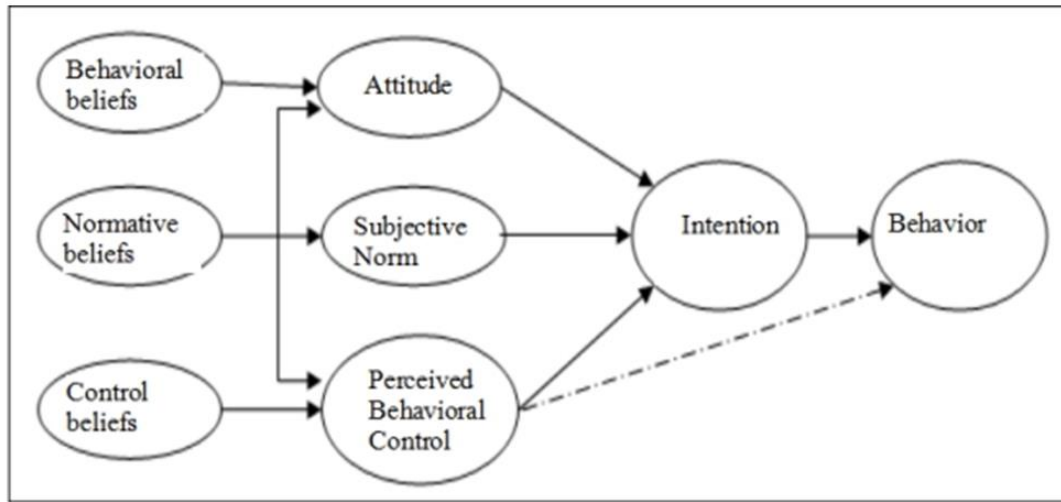 Behavioral
beliefs
Attitude
Normative
beliefs
Subjective
Norm
Intention
Behavior
Control
beliefs
Perceived
Behavioral
Control